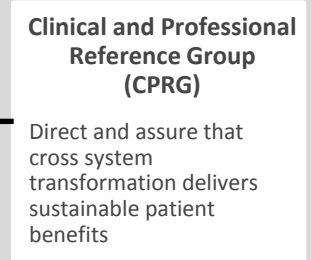 Clinical and Professional
Reference Group
(CPRG)
Direct and assure that
cross system
transformation delivers
sustainable patient
benefits